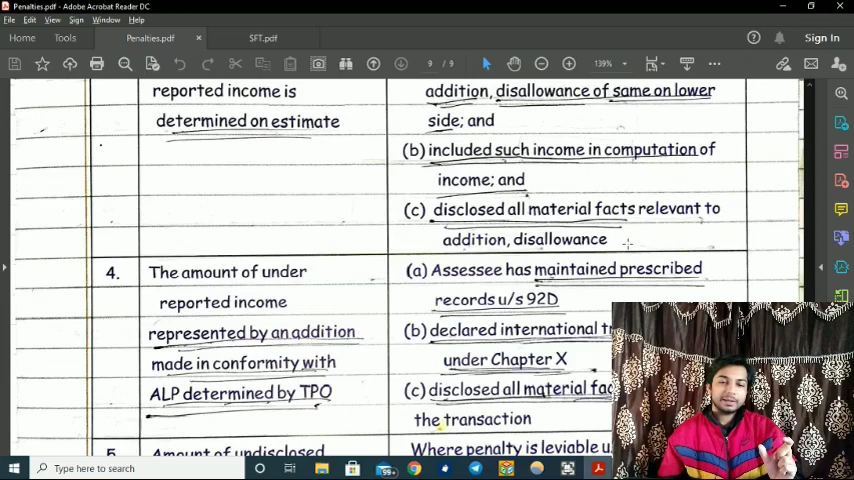 Penalties.pdf - Adobe Acrobat Reader DC
File Edit View Sign Window Help
Home Tools Penalties.pdf × SFT.pdf Sign In
9 / 9 139%
reported income is
determined on estimate
addition, disallowance of same on lower
side; and
(b) included such income in computation of
income; and
(c) disclosed all material facts relevant to
addition, disallowance
4. The amount of under
reported income
represented by an addition
made in conformity with
ALP determined by TPO
(a) Assessee has maintained prescribed
records u/s 92D
(b) declared international
under Chapter X
(c) disclosed all material
the transaction
5. Amount of undisclosed
Where penalty is leviable
Type here to search
99+